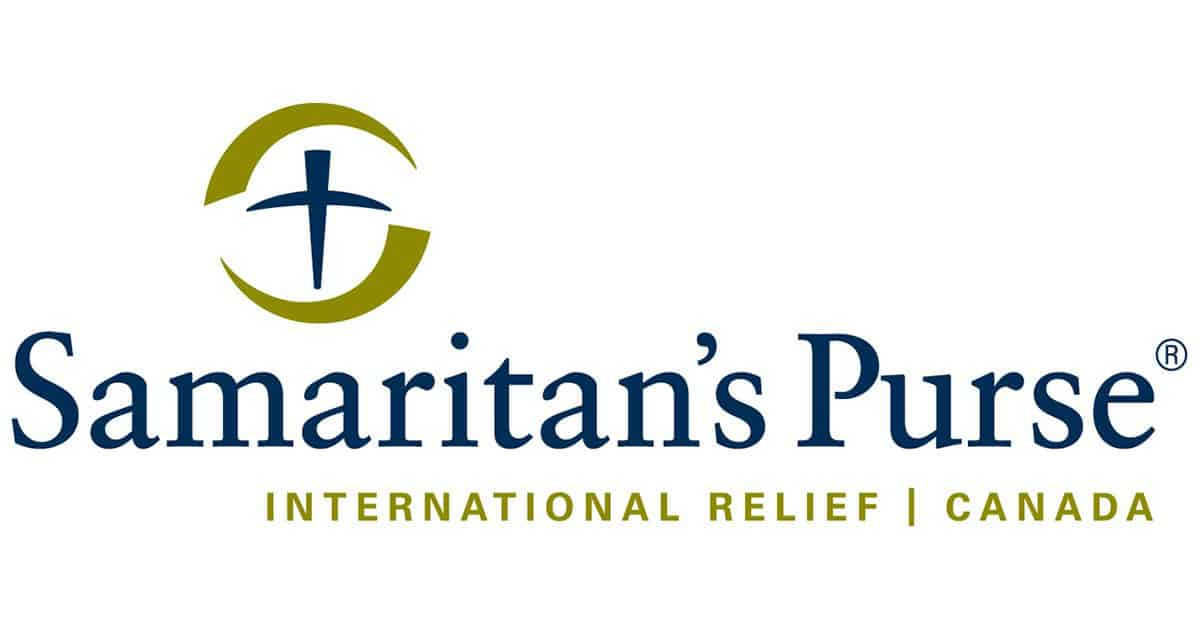 Samaritan’s Purse®
INTERNATIONAL RELIEF | CANADA